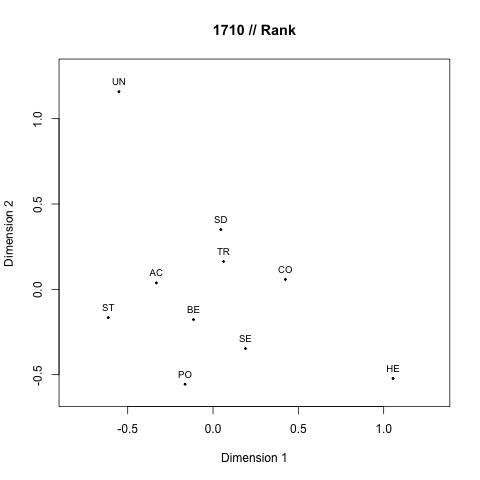 1710 // Rank
UN
SD
TR
AC
CO
ST
BE
SE
PO
HE
Dimension 2
1.0
0.5
0.0
-0.5
-0.5
0.0
0.5
1.0
Dimension 1